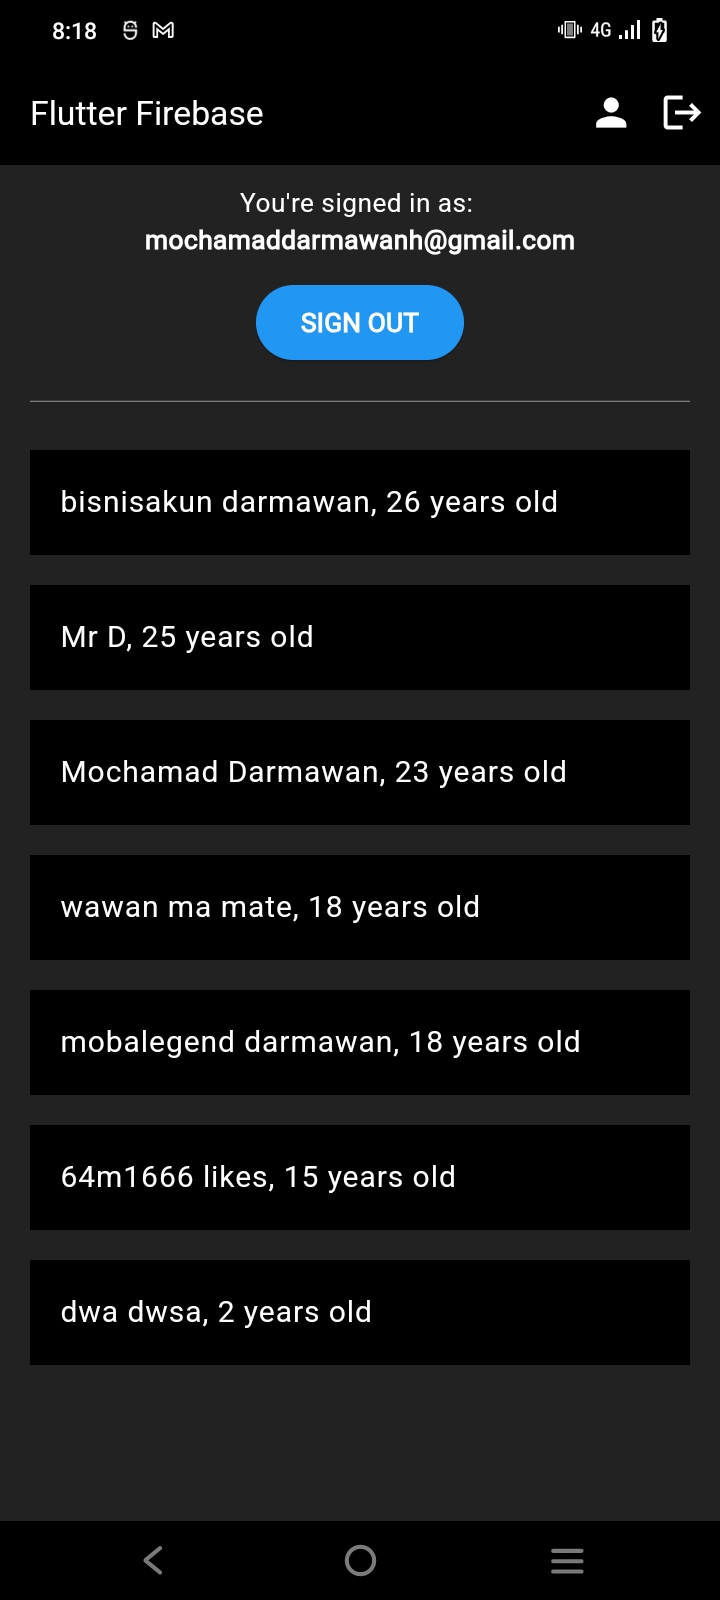 8:18
4G
Flutter Firebase
You're signed in as:
mochamaddarmawanh@gmail.com
SIGN OUT
bisnisakun darmawan, 26 years old
Mr D, 25 years old
Mochamad Darmawan, 23 years old
wawan ma mate, 18 years old
mobalegend darmawan, 18 years old
64m1666 likes, 15 years old
dwa dwsa, 2 years old